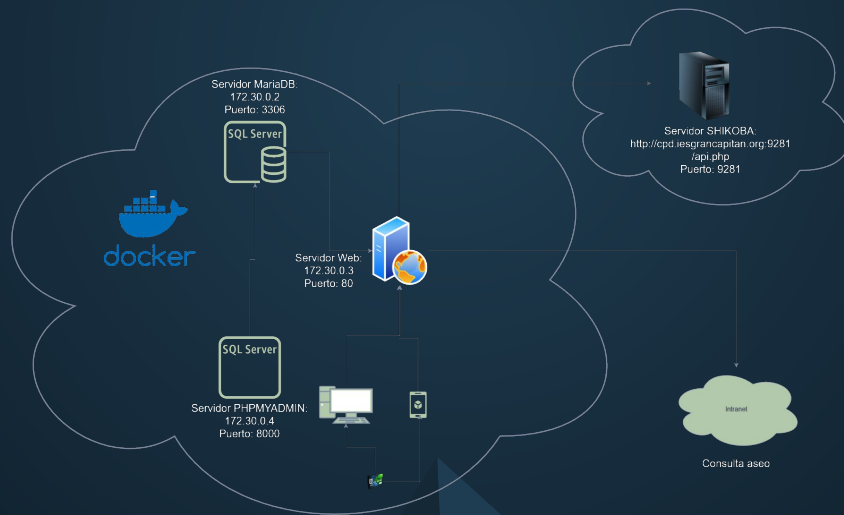 Servidor MariaDB:
172.30.0.2
Puerto: 3306
SQL Server
docker
Servidor Web:
172.30.0.3
Puerto: 80
SQL Server
Servidor PHPMYADMIN:
172.30.0.4
Puerto: 8000
Servidor SHIKOBA:
http://cpd.iesgrancapitan.org:9281
/api.php
Puerto: 9281
Intranet
Consulta aseo